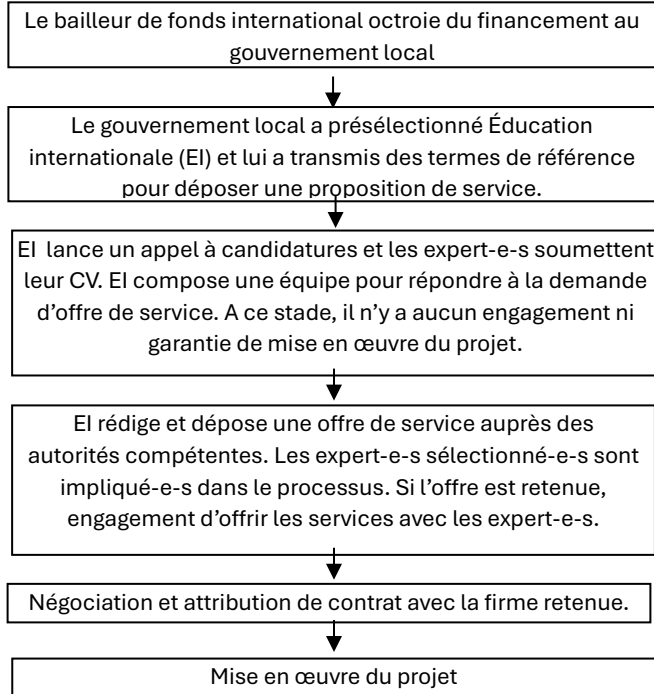 Le bailleur de fonds international octroie du financement au
gouvernement local
Le gouvernement local a présélectionné Éducation
internationale (EI) et lui a transmis des termes de référence
pour déposer une proposition de service.
EI lance un appel à candidatures et les expert-e-s soumettent
leur CV. EI compose une équipe pour répondre à la demande
d’offre de service. A ce stade, il n’y a aucun engagement ni
garantie de mise en œuvre du projet.
EI rédige et dépose une offre de service auprès des
autorités compétentes. Les expert-e-s sélectionné-e-s sont
impliqué-e-s dans le processus. Si l’offre est retenue,
engagement d’offrir les services avec les expert-e-s.
Négociation et attribution de contrat avec la firme retenue.
Mise en œuvre du projet